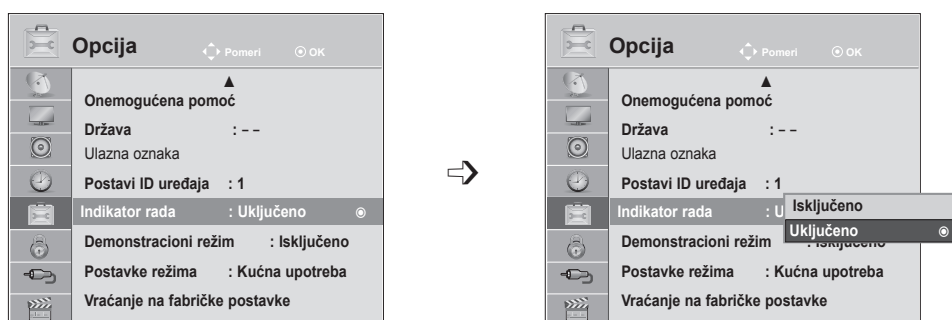 Opcija Pomeri OK
▲
Onemogućena pomoć
Država : – –
Ulazna oznaka
Postavi ID uređaja : 1
Indikator rada : Uključeno
Demonstracioni režim : Isključeno
Postavke režima : Kućna upotreba
Vraćanje na fabričke postavke
Opcija Pomeri OK
▲
Onemogućena pomoć
Država : – –
Ulazna oznaka
Postavi ID uređaja : 1
Indikator rada : U
Isključeno
Uključeno
Demonstracioni režim : Isključeno
Postavke režima : Kućna upotreba
Vraćanje na fabričke postavke